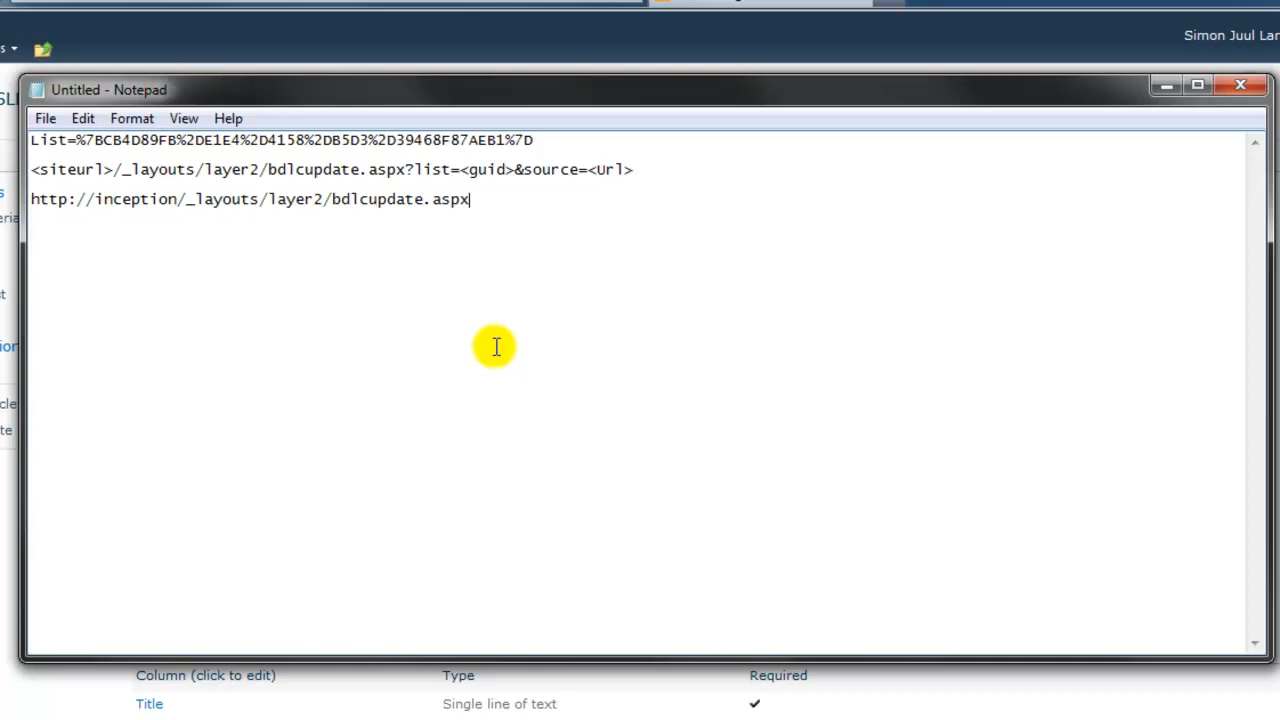 Simon Juul Lar
Untitled - Notepad
File Edit Format View Help
List=%7BCB4D89FB%2DE1E4%2D4158%2DB5D3%2D39468F87AEB1%7D
<siteurl>/_layouts/layer2/bdlcupdate.aspx?list=<guid>&source=<Url>
http://inception/_layouts/layer2/bdlcupdate.aspx
Column (click to edit) Type Required
Title Single line of text